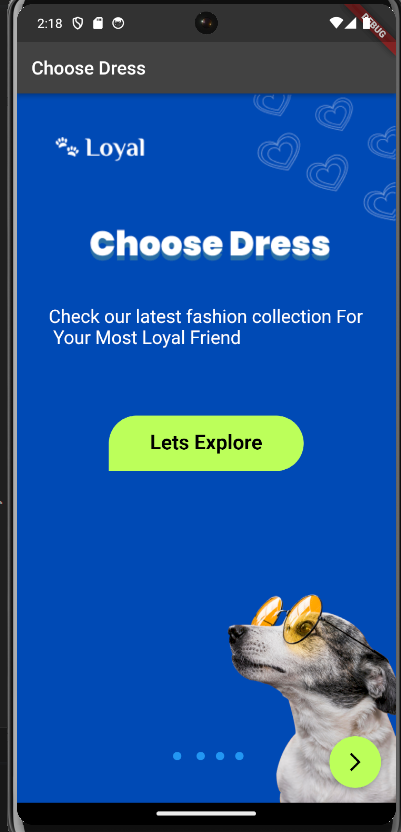 2:18
DEBUG
Choose Dress
Loyal
Choose Dress
Check our latest fashion collection For
Your Most Loyal Friend
Lets Explore